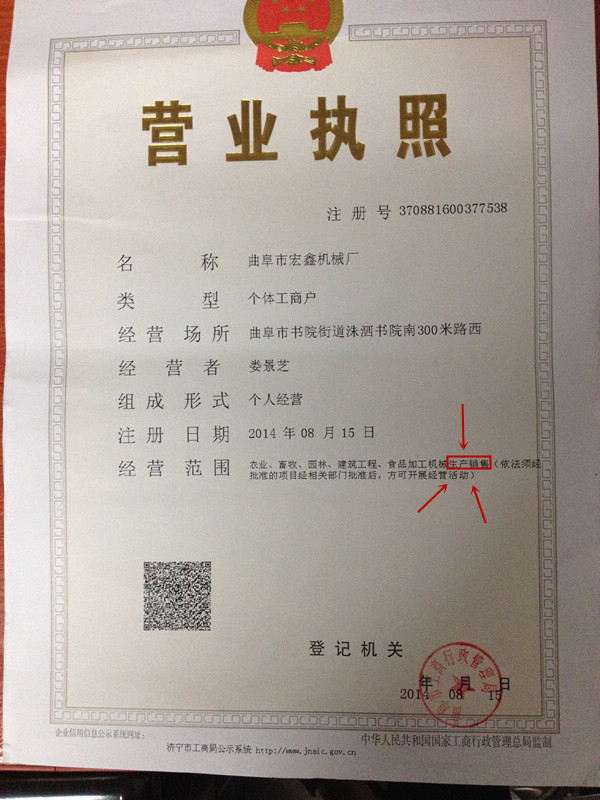 营业执照
注 册 号 370881600377538
名 称 曲阜市宏鑫机械厂
类 型 个体工商户
经 营 场 所 曲阜市书院街道洙泗书院南300米路西
经 营 者 娄景芝
组 成 形 式 个人经营
注 册 日 期 2014 年 08 月 15 日
经 营 范 围 农业、畜牧、园林、建筑工程、食品加工机械生产销售（依法须经
批准的项目经相关部门批准后，方可开展经营活动）
登 记 机 关
工商行政管理局
年 月 日
2014 08 15
企业信用信息公示系统网址：
中华人民共和国国家工商行政管理总局监制
济宁市工商局公示系统 http://www.jnaic.gov.cn